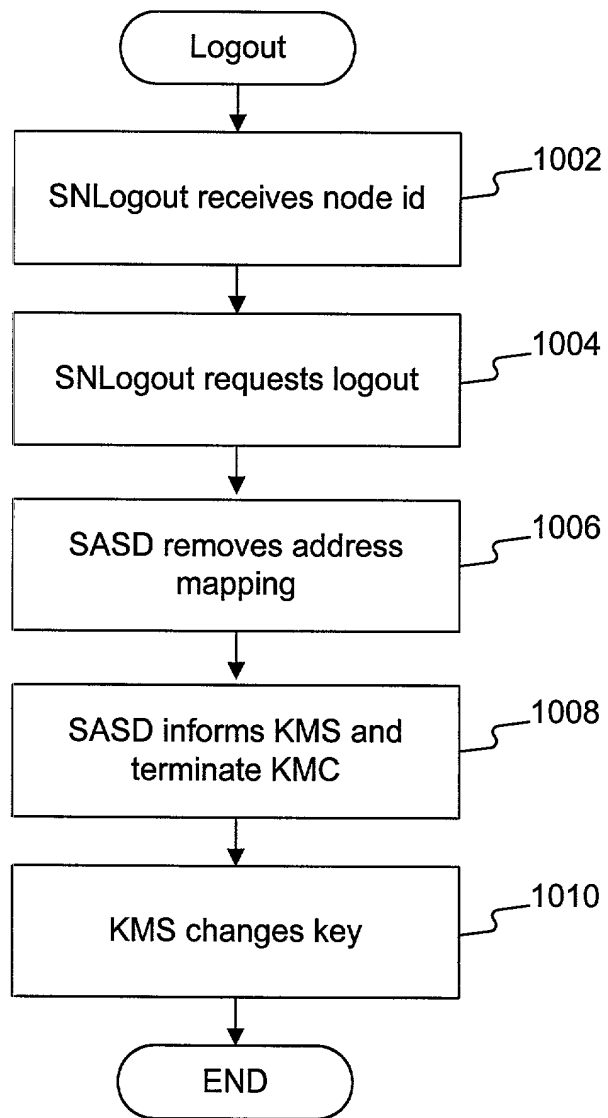 Logout
1002
SNLogout receives node id
1004
SNLogout requests logout
1006
SASD removes address
mapping
1008
SASD informs KMS and
terminate KMC
1010
KMS changes key
END